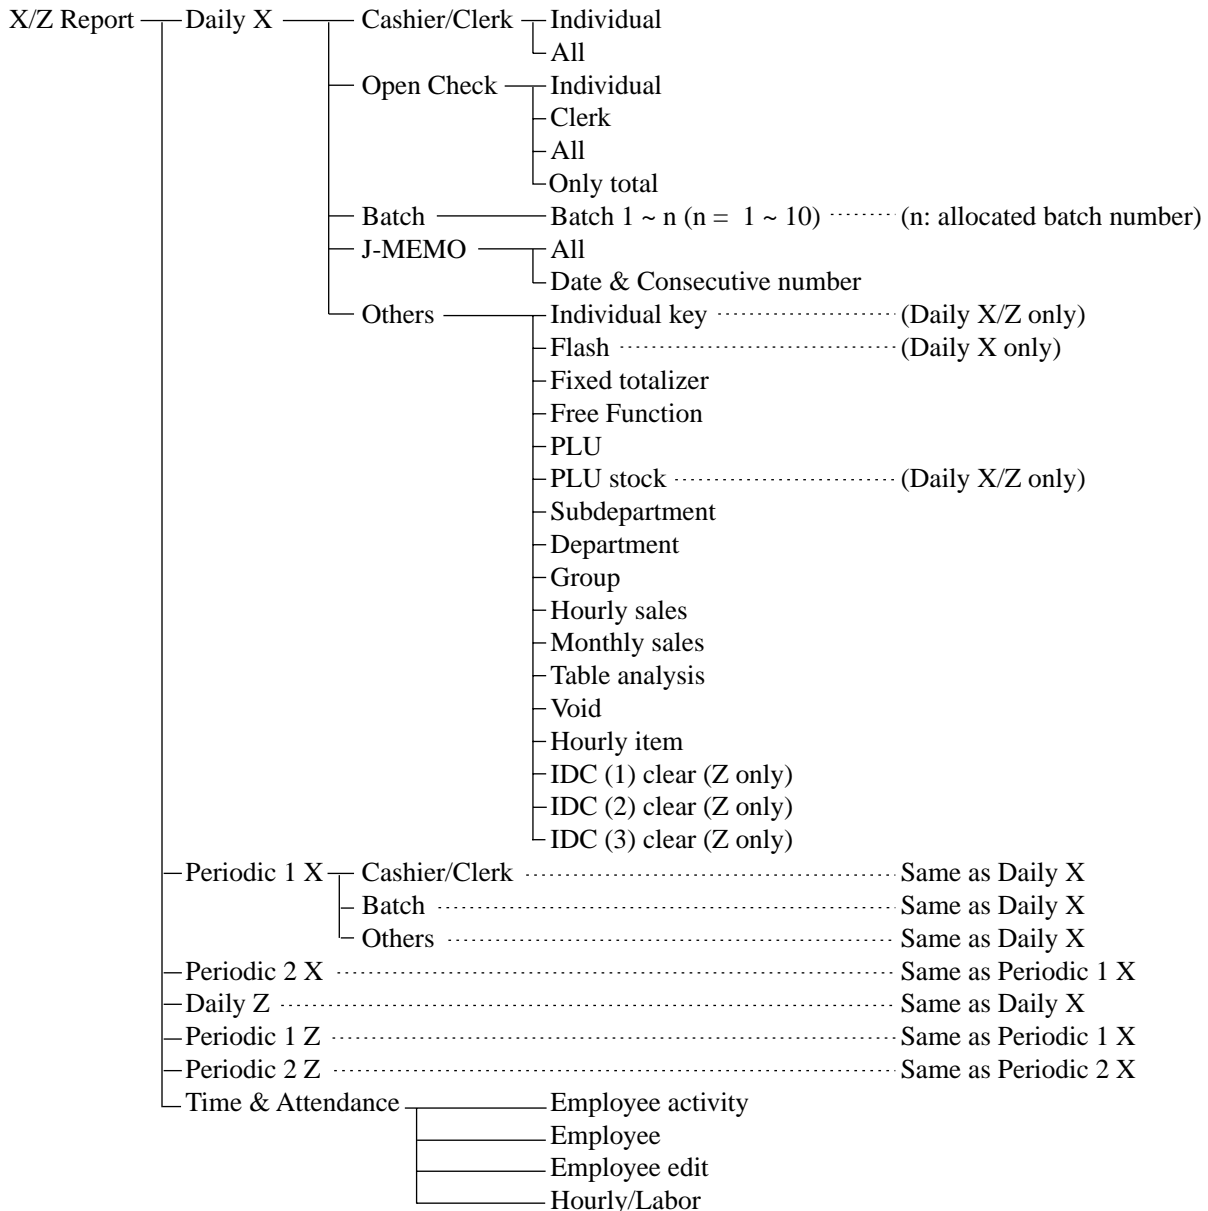 X/Z Report Daily X Cashier/Clerk Individual
All
Open Check Individual
Clerk
All
Only total
Batch Batch 1 ~ n (n = 1 ~ 10) (n: allocated batch number)
J-MEMO All
Date & Consecutive number
Others Individual key (Daily X/Z only)
Flash (Daily X only)
Fixed totalizer
Free Function
PLU
PLU stock (Daily X/Z only)
Subdepartment
Department
Group
Hourly sales
Monthly sales
Table analysis
Void
Hourly item
IDC (1) clear (Z only)
IDC (2) clear (Z only)
IDC (3) clear (Z only)
Periodic 1 X Cashier/Clerk Same as Daily X
Batch Same as Daily X
Others Same as Daily X
Periodic 2 X Same as Periodic 1 X
Daily Z Same as Daily X
Periodic 1 Z Same as Periodic 1 X
Periodic 2 Z Same as Periodic 2 X
Time & Attendance Employee activity
Employee
Employee edit
Hourly/Labor